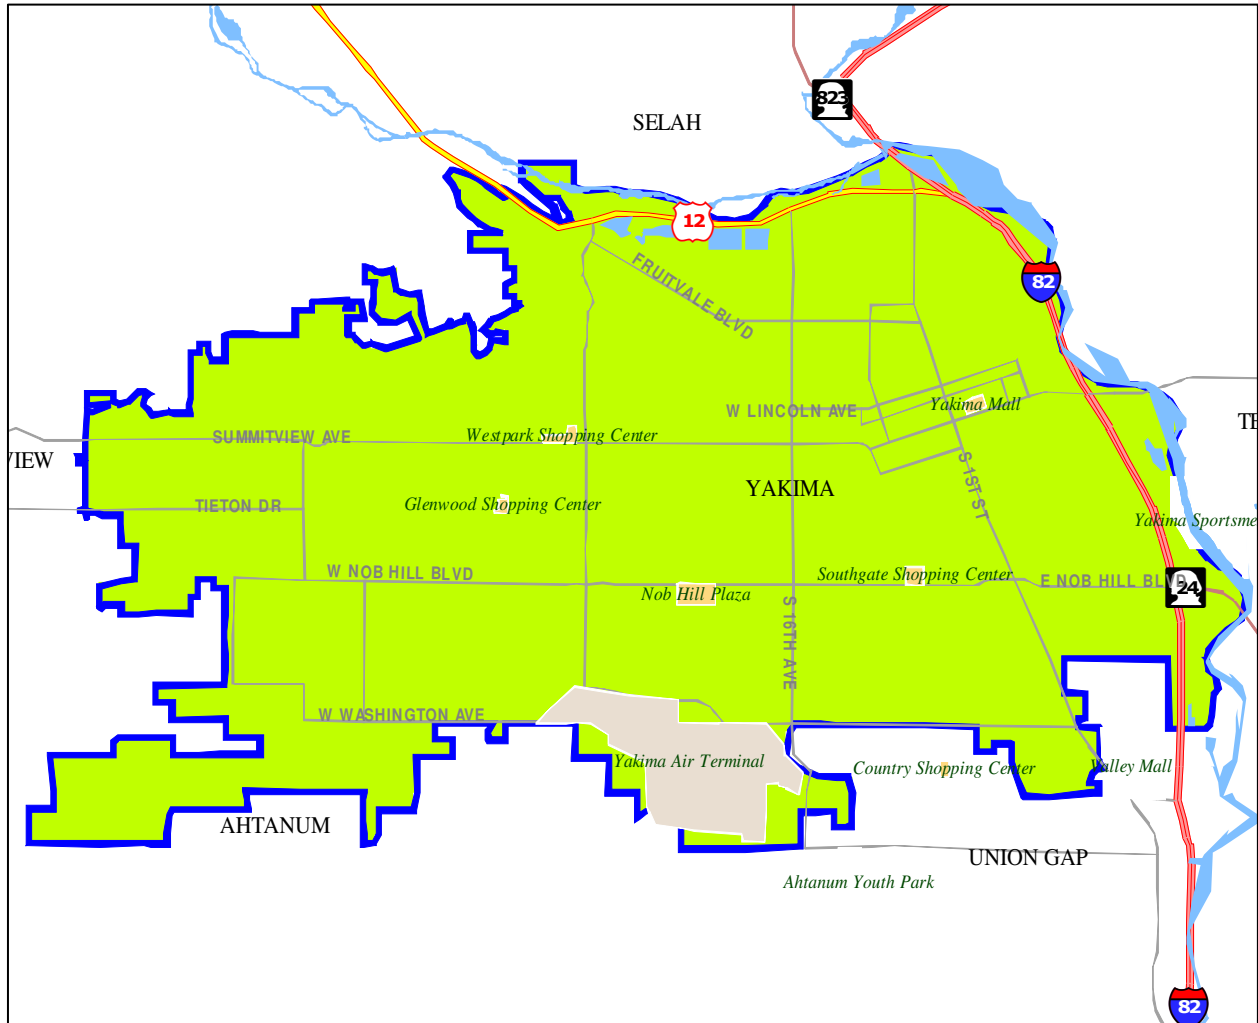 823
SELAH
12
FRUITVALE BLVD
82
W LINCOLN AVE
Yakima Mall
SUMMITVIEW AVE
Westpark Shopping Center
TE
VIEW
YAKIMA
S 1ST ST
TIETON DR
Glenwood Shopping Center
Yakima Sportsme
W NOB HILL BLVD
Southgate Shopping Center
E NOB HILL BLVD
24
Nob Hill Plaza
S 16TH AVE
W WASHINGTON AVE
Yakima Air Terminal
Country Shopping Center
Valley Mall
AHTANUM
UNION GAP
Ahtanum Youth Park
82